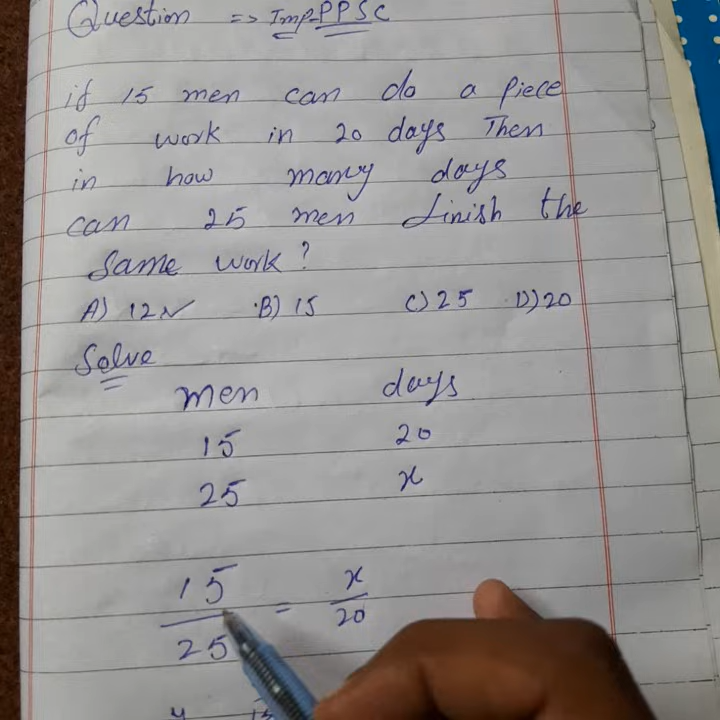 Question => Imp-PPSC
if 15 men can do a piece
of work in 20 days Then
in how many days
can 25 men finish the
same work?
A) 12✓ B) 15 C) 25 D) 20
Solve
men days
15 20
25 x
15/25 = x/20